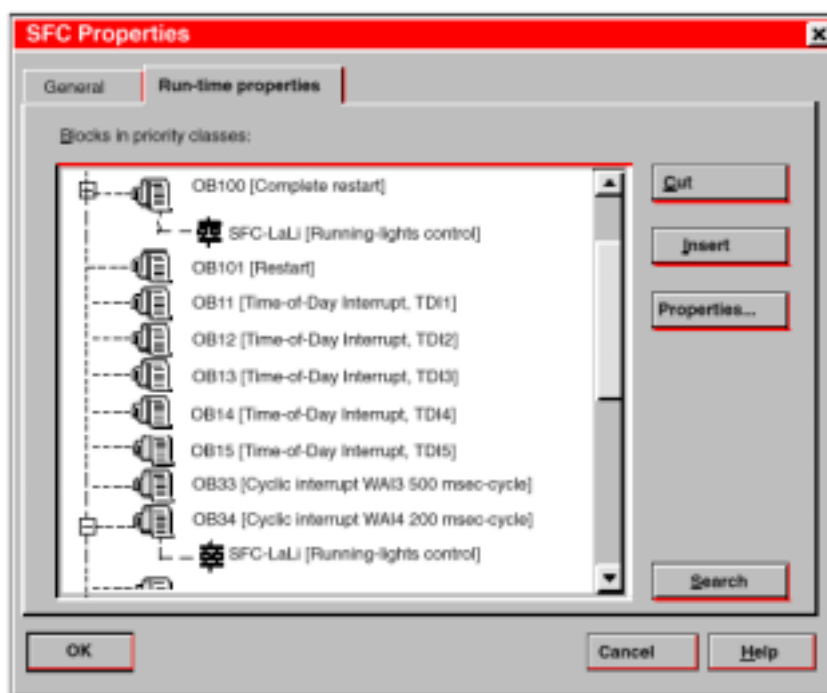 SFC Properties
General
Run-time properties
Blocks in priority classes:
OB100 [Complete restart]
Cut
SFC-LaLi [Running-lights control]
Insert
OB101 [Restart]
OB11 [Time-of-Day Interrupt, TDI1]
Properties...
OB12 [Time-of-Day Interrupt, TDI2]
OB13 [Time-of-Day Interrupt, TDI3]
OB14 [Time-of-Day Interrupt, TDI4]
OB15 [Time-of-Day Interrupt, TDI5]
OB33 [Cyclic interrupt WAI3 500 msec-cycle]
OB34 [Cyclic interrupt WAI4 200 msec-cycle]
SFC-LaLi [Running-lights control]
Search
OK
Cancel
Help